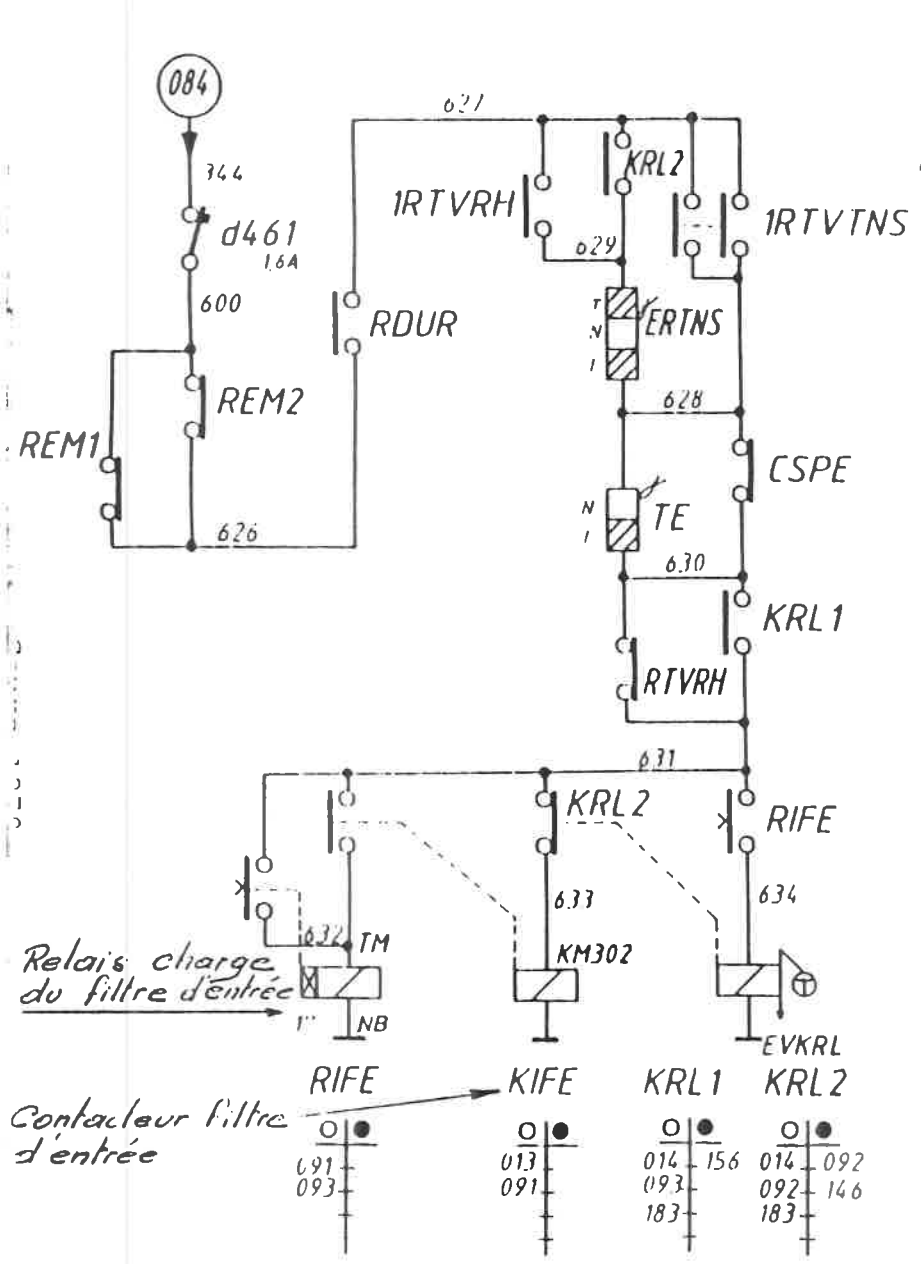 084
344
d461
1.6A
600
REM1
REM2
626
RDUR
627
1RTVRH
KRL2
629
1RTVTNS
T
N
I
ERTNS
628
CSPE
N
I
TE
630
KRL1
RTVRH
631
KRL2
RIFE
632
TM
633
634
KM302
Relais charge
du filtre d'entrée
1"
NB
EVKRL
RIFE
KIFE
KRL1
KRL2
Contacteur filtre
d'entrée
091
093
013
091
014 156
093
183
014 092
092 146
183